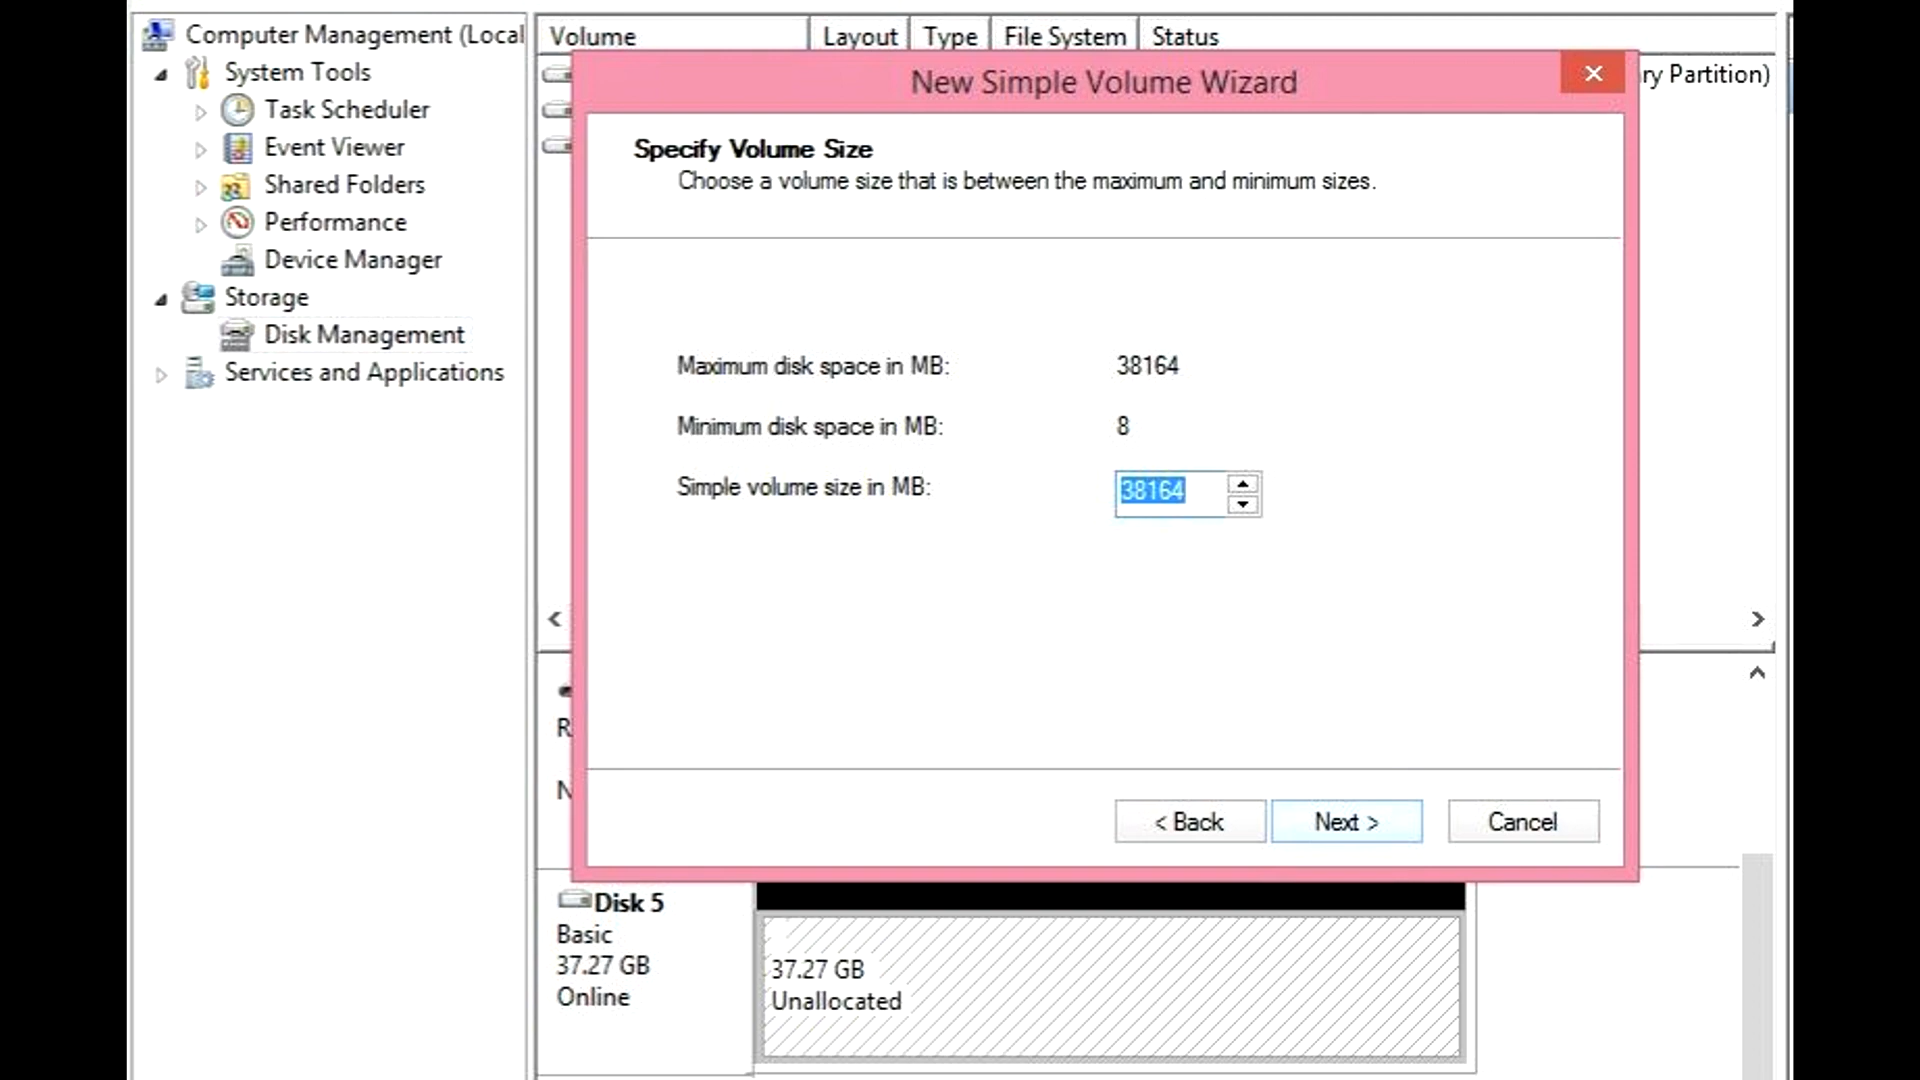 Computer Management (Local
System Tools
Task Scheduler
Event Viewer
Shared Folders
Performance
Device Manager
Storage
Disk Management
Services and Applications
Volume Layout Type File System Status
ry Partition)
New Simple Volume Wizard
Specify Volume Size
Choose a volume size that is between the maximum and minimum sizes.
Maximum disk space in MB: 38164
Minimum disk space in MB: 8
Simple volume size in MB: 38164
R
N
< Back Next > Cancel
Disk 5
Basic
37.27 GB
Online
37.27 GB
Unallocated